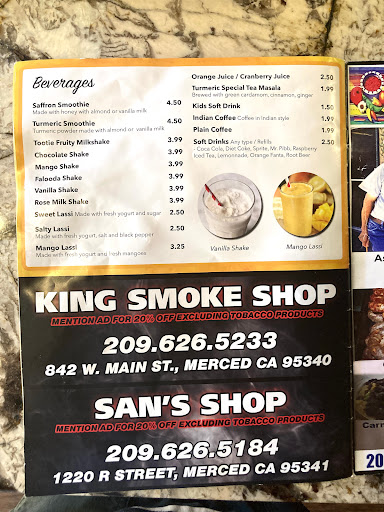 Beverages
Saffron Smoothie 4.50
Made with honey with almond or vanilla milk
Turmeric Smoothie 4.50
Turmeric powder made with almond or vanilla milk
Tootie Fruity Milkshake 3.99
Chocolate Shake 3.99
Mango Shake 3.99
Falooda Shake 3.99
Vanilla Shake 3.99
Rose Milk Shake 3.99
Sweet Lassi Made with fresh yogurt and sugar 2.50
Salty Lassi 2.50
Made with fresh yogurt, salt and black pepper
Mango Lassi 3.25
Made with fresh yogurt and fresh mangoes
Orange Juice / Cranberry Juice 2.50
Turmeric Special Tea Masala 1.99
Brewed with green cardamom, cinnamon, ginger
Kids Soft Drink 1.50
Indian Coffee Coffee in Indian style 1.99
Plain Coffee 1.99
Soft Drinks Any type / Refills 2.50
- Coca Cola, Diet Coke, Sprite, Mr. Pibb, Raspberry
Iced Tea, Lemonade, Orange Fanta, Root Beer
Vanilla Shake
Mango Lassi
KING SMOKE SHOP
MENTION AD FOR 20% OFF EXCLUDING TOBACCO PRODUCTS
209.626.5233
842 W. MAIN ST., MERCED CA 95340
SAN'S SHOP
MENTION AD FOR 20% OFF EXCLUDING TOBACCO PRODUCTS
209.626.5184
1220 R STREET, MERCED CA 95341
As
Carr
20